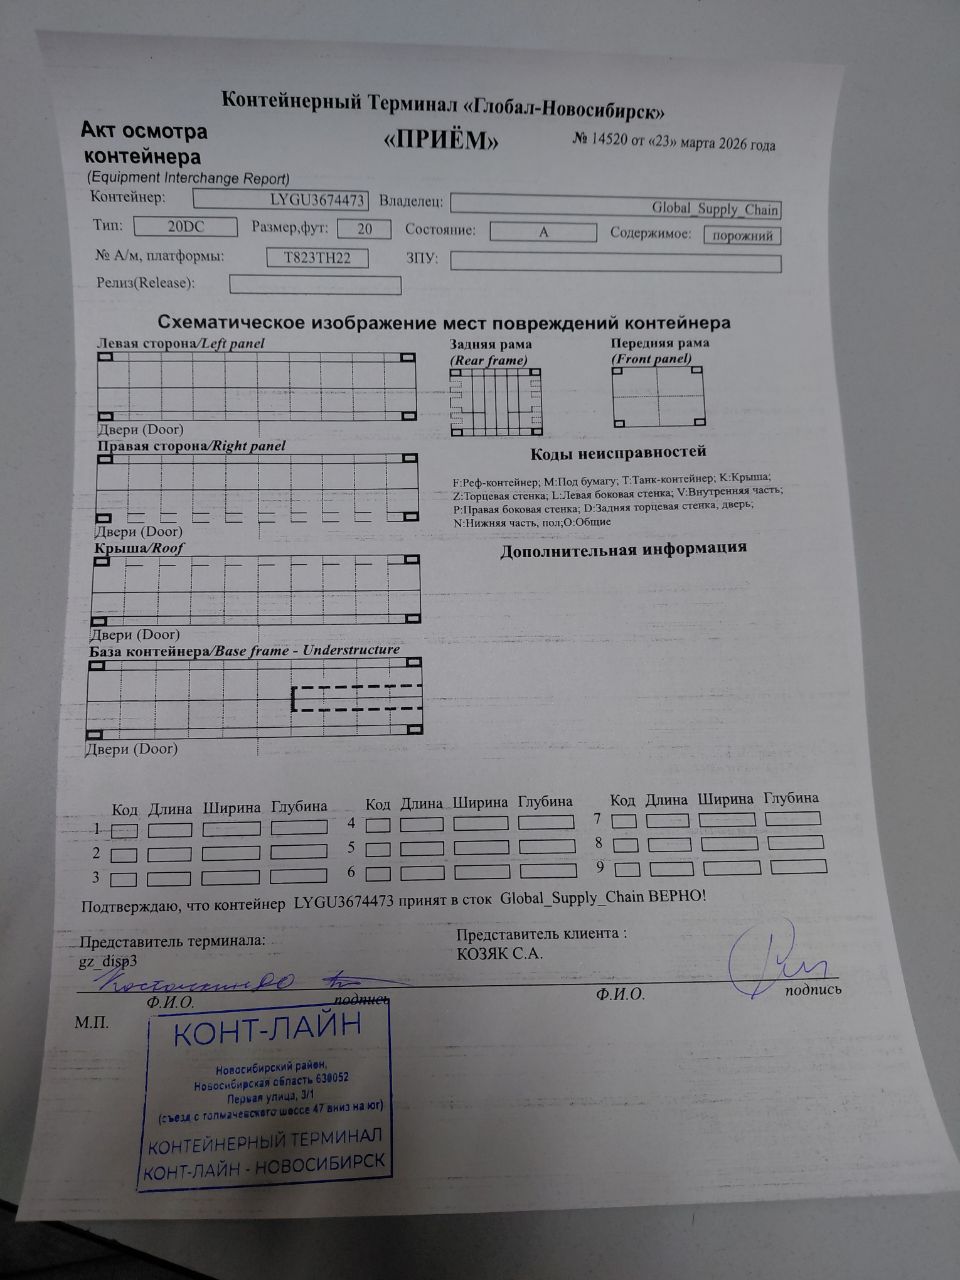 Контейнерный Терминал «Глобал-Новосибирск»
Акт осмотра контейнера
«ПРИЁМ»
№ 14520 от «23» марта 2026 года
(Equipment Interchange Report)
Контейнер: LYGU3674473 Владелец: Global_Supply_Chain
Тип: 20DC Размер,фут: 20 Состояние: A Содержимое: порожний
№ А/м, платформы: Т823ТН22 ЗПУ:
Релиз(Release):
Схематическое изображение мест повреждений контейнера
Левая сторона/Left panel
Задняя рама (Rear frame)
Передняя рама (Front panel)
Двери (Door)
Правая сторона/Right panel
Коды неисправностей
F:Реф-контейнер; M:Под бумагу; T:Танк-контейнер; K:Крыша;
Z:Торцевая стенка; L:Левая боковая стенка; V:Внутренняя часть;
P:Правая боковая стенка; D:Задняя торцевая стенка, дверь;
N:Нижняя часть, пол;O:Общие
Двери (Door)
Крыша/Roof
Дополнительная информация
Двери (Door)
База контейнера/Base frame - Understructure
Двери (Door)
Код Длина Ширина Глубина Код Длина Ширина Глубина Код Длина Ширина Глубина
1 4 7
2 5 8
3 6 9
Подтверждаю, что контейнер LYGU3674473 принят в сток Global_Supply_Chain ВЕРНО!
Представитель терминала: Представитель клиента :
gz_disp3 КОЗЯК С.А.
Ф.И.О. подпись Ф.И.О. подпись
М.П.
КОНТ-ЛАЙН
Новосибирский район,
Новосибирская область 630052
Первая улица, 3/1
(съезд с толмачевского шоссе 47 вниз на юг)
КОНТЕЙНЕРНЫЙ ТЕРМИНАЛ
КОНТ-ЛАЙН - НОВОСИБИРСК